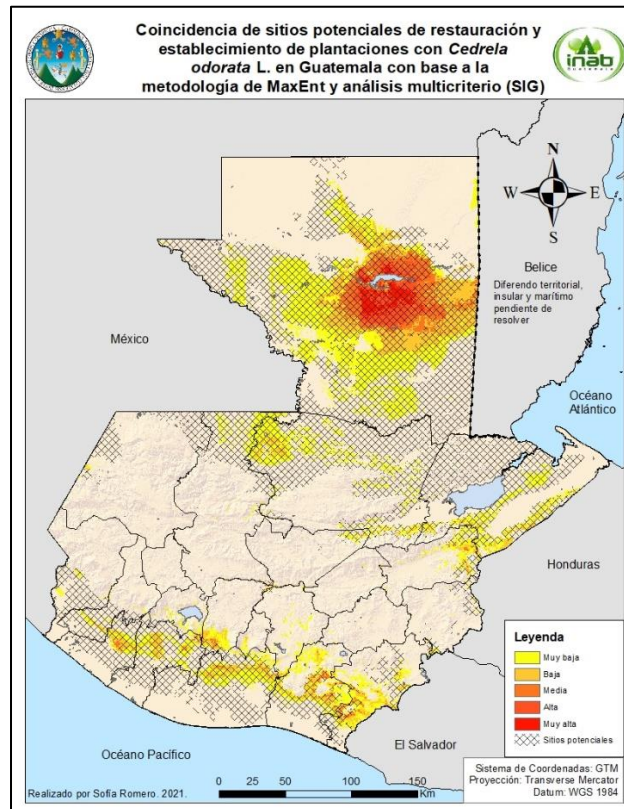 Coincidencia de sitios potenciales de restauración y
establecimiento de plantaciones con Cedrela
odorata L. en Guatemala con base a la
metodología de MaxEnt y análisis multicriterio (SIG)
inab
Guatemala
N
W
E
S
Belice
Diferendo territorial,
insular y marítimo
pendiente de
resolver
México
Océano
Atlántico
Honduras
Leyenda
Muy baja
Baja
Media
Alta
Muy alta
Sitios potenciales
El Salvador
Océano Pacífico
Sistema de Coordenadas: GTM
Proyección: Transverse Mercator
Datum: WGS 1984
0 25 50 100 150
Km
Realizado por Sofía Romero. 2021.